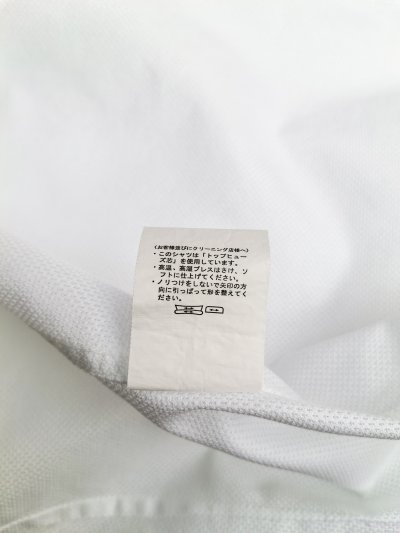 （お客様並びにクリーニング店様へ）
・このシャツは「トップヒュー
ズ芯」を使用しています。
・高温、高湿プレスはさけ、ソ
フトに仕上げてください。
・ノリつけをしないで矢印の方
向に引っぱって形を整えてく
ださい。